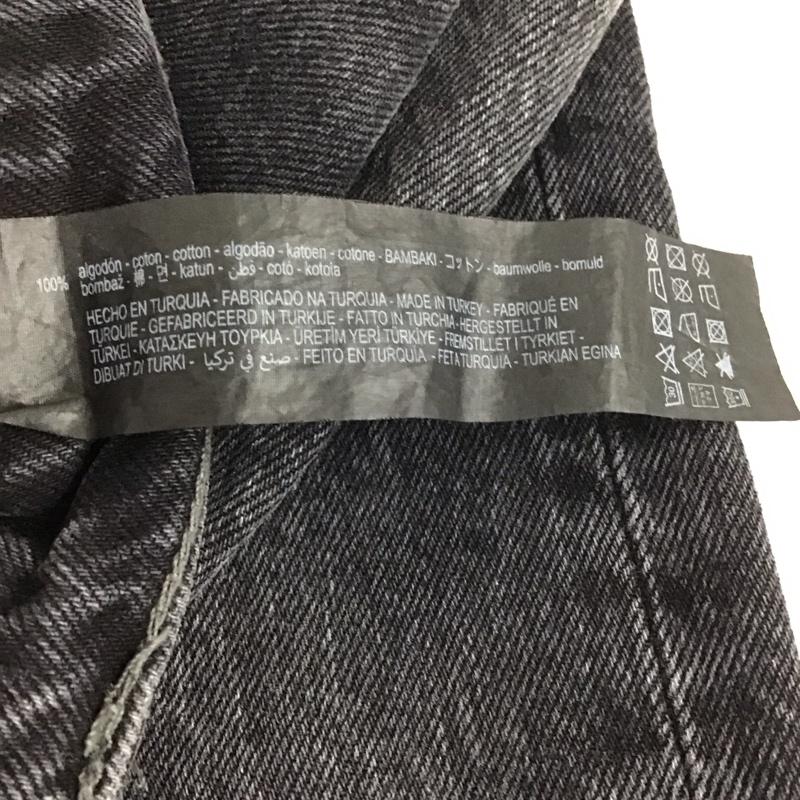 100% algodón - coton - cotton - algodão - katoen - cotone - BAMBAKI - コットン - baumwolle - bomuld
bombaž - 棉 - 면 - katun - قطن - cotó - kotoia
HECHO EN TURQUIA - FABRICADO NA TURQUIA - MADE IN TURKEY - FABRIQUÉ EN
TURQUIE - GEFABRICEERD IN TURKIJE - FATTO IN TURCHIA - HERGESTELLT IN
TÜRKEI - ΚΑΤΑΣΚΕΥΗ ΤΟΥΡΚΙΑ - ÜRETİM YERİ TÜRKİYE - FREMSTILLET I TYRKIET -
DIBUAT DI TURKI - صنع في تركيا - FEITO EN TURQUIA - FET A TURQUIA - TURKIAN EGINA
30